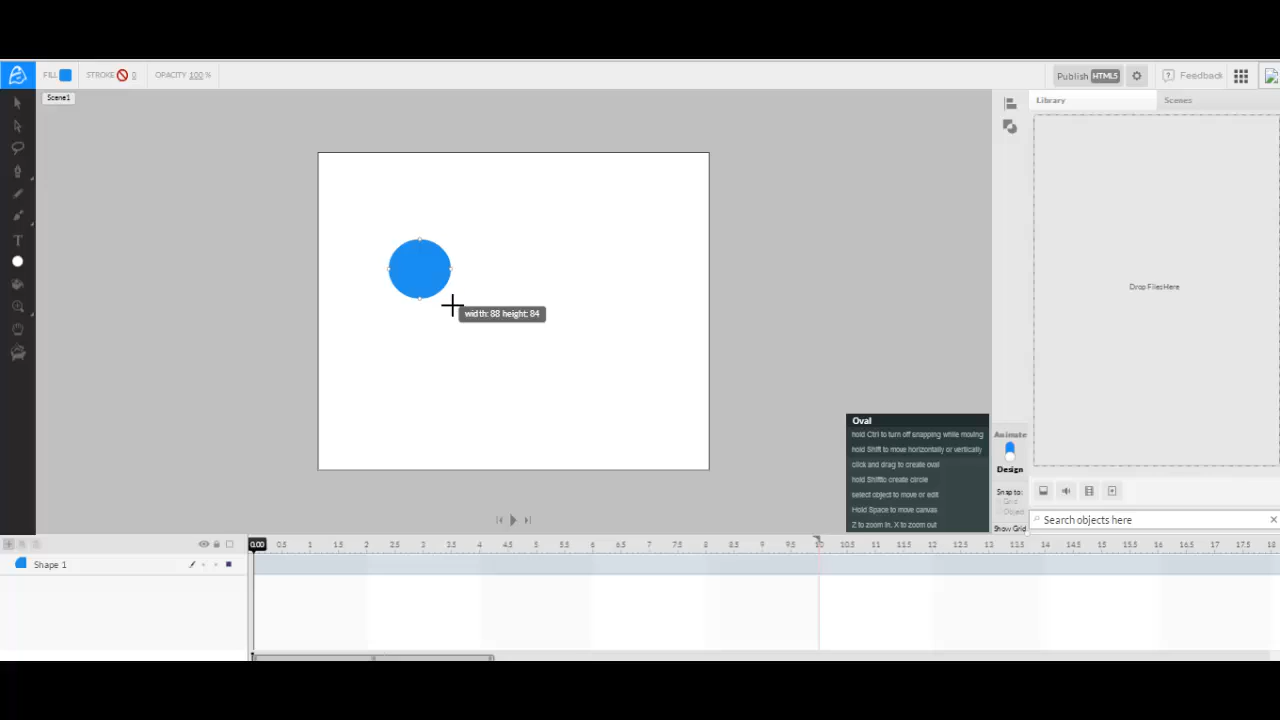 FILL STROKE 0 OPACITY 100 % Publish HTML5 Feedback
Scene1
Library Scenes
T
width: 88 height: 84
Drop FilesHere
Oval
hold Ctrl to turn off snapping while moving
hold Shift to move horizontally or vertically
click and drag to create oval
hold Shiftto create circle
select object to move or edit
Hold Space to move canvas
Z to zoom in, X to zoom out
Animate
Design
Snap to:
Grid
Object
Show Grid
Search objects here
0.00 0.5 1 1.5 2 2.5 3 3.5 4 4.5 5 5.5 6 6.5 7 7.5 8 8.5 9 9.5 10 10.5 11 11.5 12 12.5 13 13.5 14 14.5 15 15.5 16 16.5 17 17.5 18
Shape 1